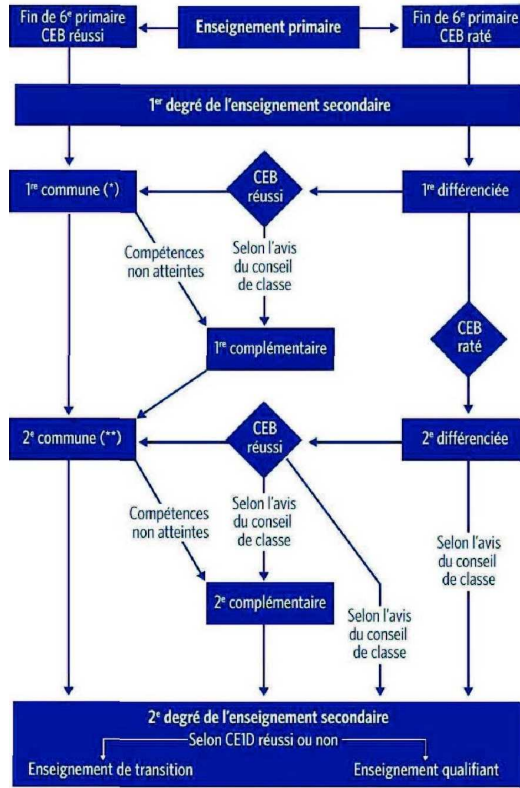 Fin de 6e primaire
CEB réussi
Enseignement primaire
Fin de 6e primaire
CEB raté
1er degré de l'enseignement secondaire
1re commune (*)
CEB
réussi
1re différenciée
Compétences
non atteintes
Selon l'avis
du conseil
de classe
CEB
raté
1re complémentaire
2e commune (**)
CEB
réussi
2e différenciée
Compétences
non atteintes
Selon l'avis
du conseil
de classe
Selon l'avis
du conseil
de classe
2e complémentaire
Selon l'avis
du conseil
de classe
2e degré de l'enseignement secondaire
Selon CE1D réussi ou non
Enseignement de transition
Enseignement qualifiant